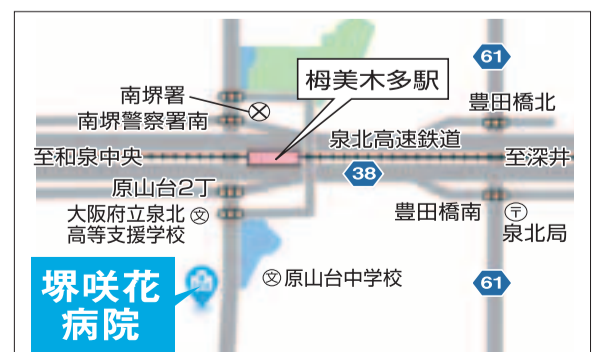 61
栂美木多駅
南堺署
豊田橋北
南堺警察署南
泉北高速鉄道
至和泉中央
至深井
38
原山台2丁
大阪府立泉北
高等支援学校
文
豊田橋南
〒
泉北局
堺咲花
病院
文原山台中学校
61